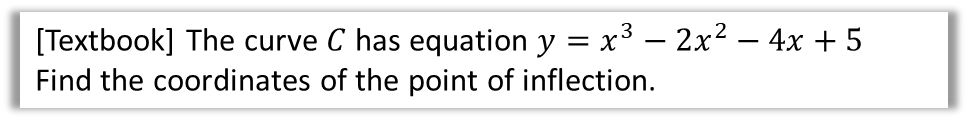 [Textbook] The curve 𝐶 has equation 𝑦 = 𝑥³ − 2𝑥² − 4𝑥 + 5
Find the coordinates of the point of inflection.